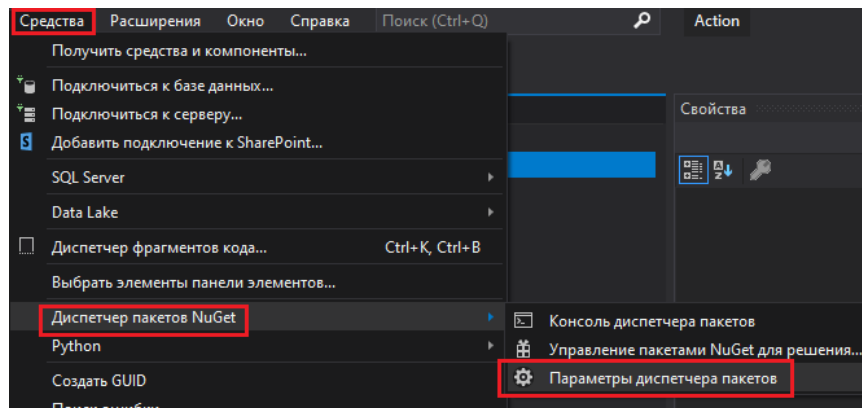 Средства Расширения Окно Справка Поиск (Ctrl+Q) Action
Получить средства и компоненты...
Подключиться к базе данных...
Подключиться к серверу...
Добавить подключение к SharePoint...
SQL Server
Data Lake
Диспетчер фрагментов кода... Ctrl+K, Ctrl+B
Выбрать элементы панели элементов...
Диспетчер пакетов NuGet
Python
Создать GUID
Свойства
Консоль диспетчера пакетов
Управление пакетами NuGet для решения...
Параметры диспетчера пакетов